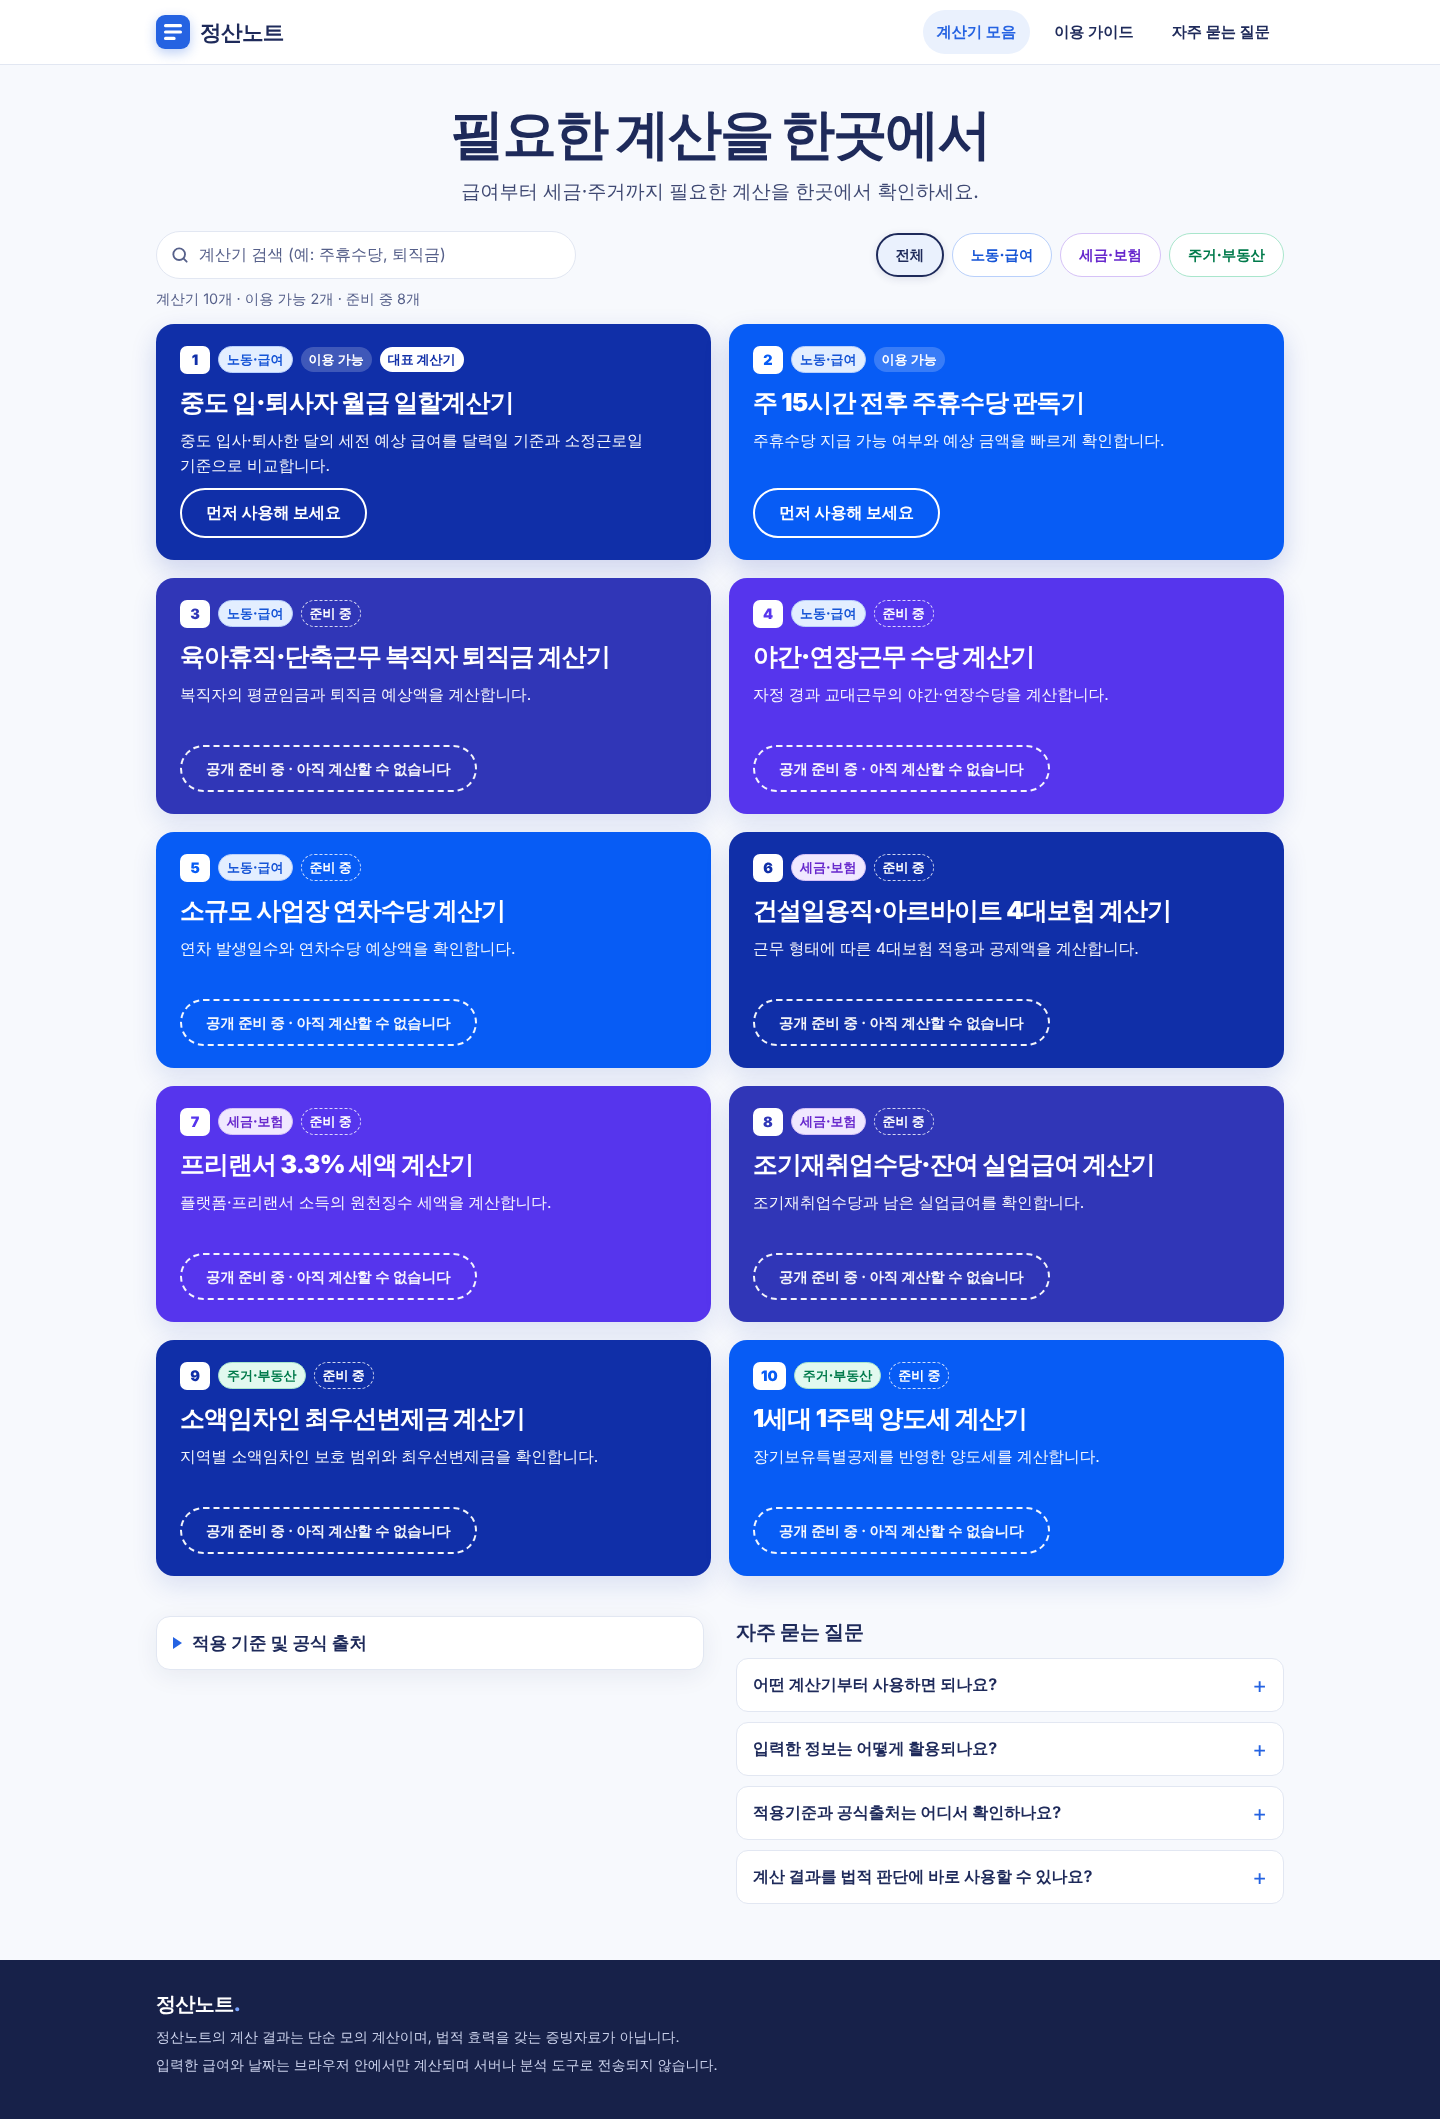 정산노트
계산기 모음
이용 가이드
자주 묻는 질문
필요한 계산을 한곳에서
급여부터 세금·주거까지 필요한 계산을 한곳에서 확인하세요.
계산기 검색 (예: 주휴수당, 퇴직금)
전체
노동·급여
세금·보험
주거·부동산
계산기 10개 · 이용 가능 2개 · 준비 중 8개
1 노동·급여 이용 가능 대표 계산기
중도 입·퇴사자 월급 일할계산기
중도 입사·퇴사한 달의 세전 예상 급여를 달력일 기준과 소정근로일
기준으로 비교합니다.
먼저 사용해 보세요
2 노동·급여 이용 가능
주 15시간 전후 주휴수당 판독기
주휴수당 지급 가능 여부와 예상 금액을 빠르게 확인합니다.
먼저 사용해 보세요
3 노동·급여 준비 중
육아휴직·단축근무 복직자 퇴직금 계산기
복직자의 평균임금과 퇴직금 예상액을 계산합니다.
공개 준비 중 · 아직 계산할 수 없습니다
4 노동·급여 준비 중
야간·연장근무 수당 계산기
자정 경과 교대근무의 야간·연장수당을 계산합니다.
공개 준비 중 · 아직 계산할 수 없습니다
5 노동·급여 준비 중
소규모 사업장 연차수당 계산기
연차 발생일수와 연차수당 예상액을 확인합니다.
공개 준비 중 · 아직 계산할 수 없습니다
6 세금·보험 준비 중
건설일용직·아르바이트 4대보험 계산기
근무 형태에 따른 4대보험 적용과 공제액을 계산합니다.
공개 준비 중 · 아직 계산할 수 없습니다
7 세금·보험 준비 중
프리랜서 3.3% 세액 계산기
플랫폼·프리랜서 소득의 원천징수 세액을 계산합니다.
공개 준비 중 · 아직 계산할 수 없습니다
8 세금·보험 준비 중
조기재취업수당·잔여 실업급여 계산기
조기재취업수당과 남은 실업급여를 확인합니다.
공개 준비 중 · 아직 계산할 수 없습니다
9 주거·부동산 준비 중
소액임차인 최우선변제금 계산기
지역별 소액임차인 보호 범위와 최우선변제금을 확인합니다.
공개 준비 중 · 아직 계산할 수 없습니다
10 주거·부동산 준비 중
1세대 1주택 양도세 계산기
장기보유특별공제를 반영한 양도세를 계산합니다.
공개 준비 중 · 아직 계산할 수 없습니다
적용 기준 및 공식 출처
자주 묻는 질문
어떤 계산기부터 사용하면 되나요? +
입력한 정보는 어떻게 활용되나요? +
적용기준과 공식출처는 어디서 확인하나요? +
계산 결과를 법적 판단에 바로 사용할 수 있나요? +
정산노트.
정산노트의 계산 결과는 단순 모의 계산이며, 법적 효력을 갖는 증빙자료가 아닙니다.
입력한 급여와 날짜는 브라우저 안에서만 계산되며 서버나 분석 도구로 전송되지 않습니다.